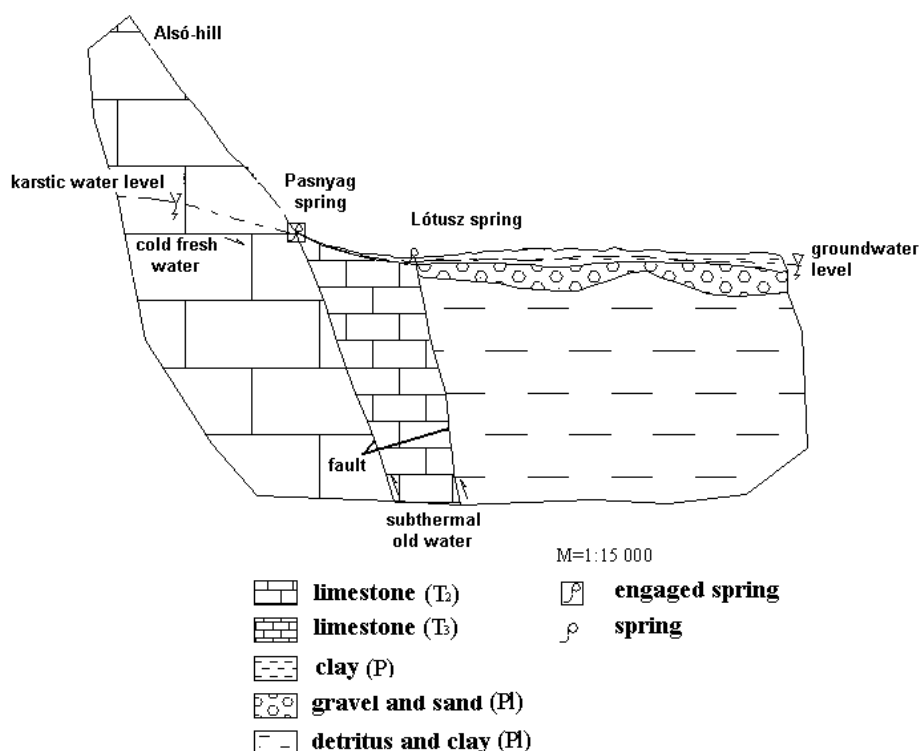 Alsó-hill
karstic water level
Pasnyag
spring
Lótusz spring
cold fresh
water
groundwater
level
fault
subthermal
old water
M=1:15 000
limestone (T₂)
engaged spring
limestone (T₃)
spring
clay (P)
gravel and sand (Pl)
detritus and clay (Pl)